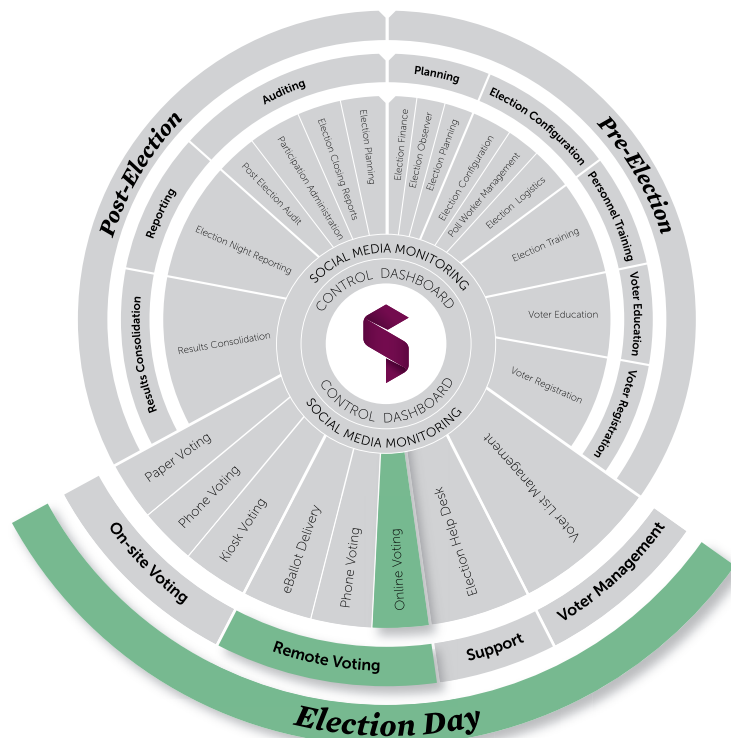 Post-Election
Pre-Election
Auditing
Planning
Election Configuration
Personnel Training
Voter Education
Voter Registration
Reporting
Results Consolidation
Election Planning
Election Closing Reports
Participation Administration
Post Election Audit
Election Night Reporting
Results Consolidation
Election Finance
Election Observer
Election Planning
Election Configuration
Poll Worker Management
Election Logistics
Election Training
Voter Education
Voter Registration
SOCIAL MEDIA MONITORING
CONTROL DASHBOARD
CONTROL DASHBOARD
SOCIAL MEDIA MONITORING
Paper Voting
Phone Voting
Kiosk Voting
eBallot Delivery
Phone Voting
Online Voting
Election Help Desk
Voter List Management
On-site Voting
Remote Voting
Support
Voter Management
Election Day